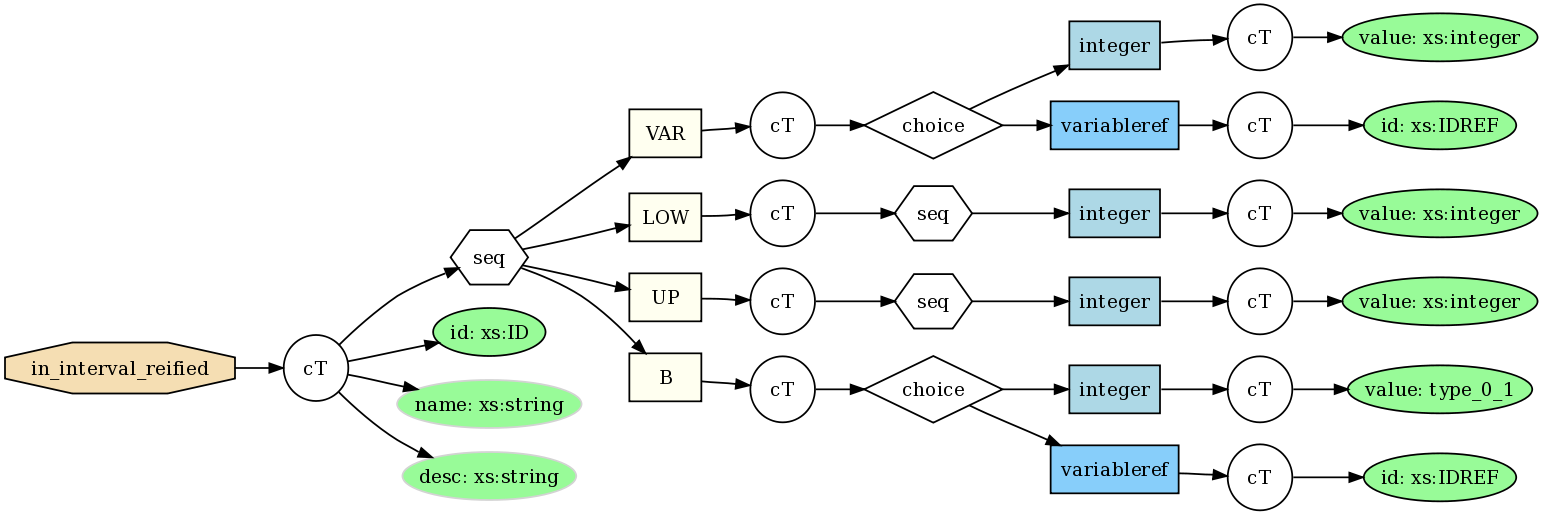 integer
cT
value: xs:integer
VAR
cT
choice
variableref
cT
id: xs:IDREF
LOW
cT
seq
integer
cT
value: xs:integer
seq
UP
cT
seq
integer
cT
value: xs:integer
id: xs:ID
in_interval_reified
cT
B
cT
choice
integer
cT
value: type_0_1
name: xs:string
variableref
cT
id: xs:IDREF
desc: xs:string